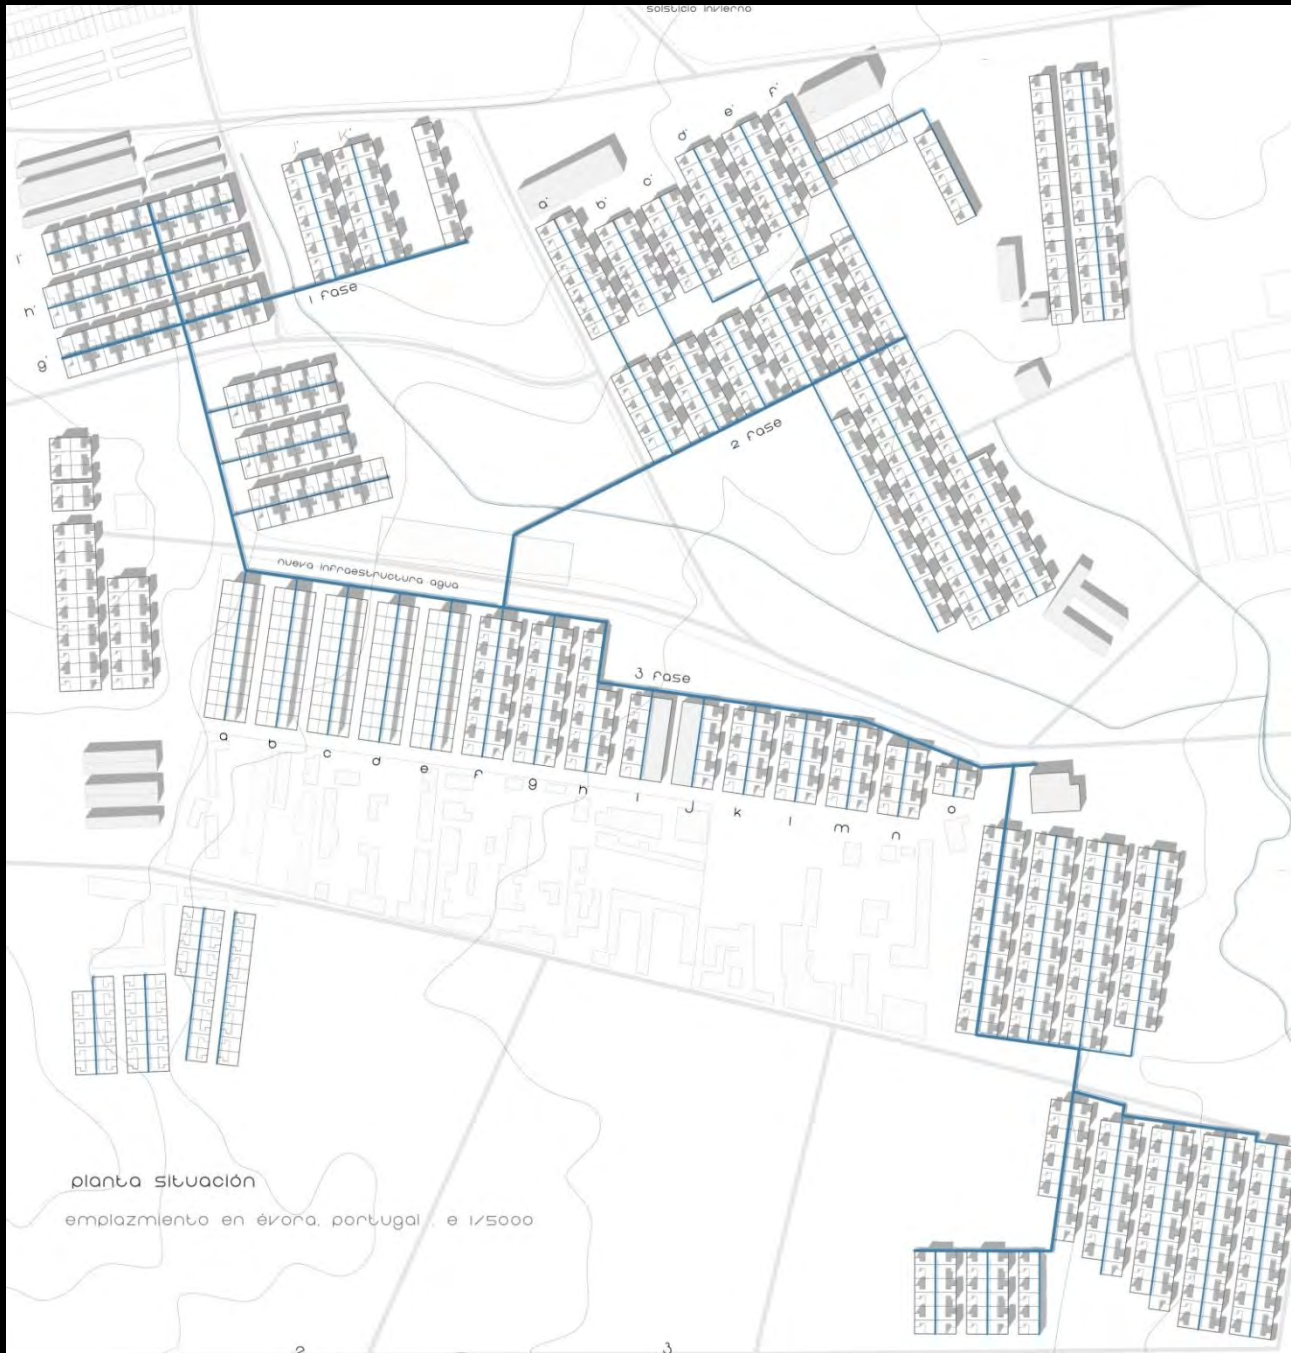 solsticio invierno
j'
k'
a'
b'
c'
d'
e'
f'
i'
h'
g'
1 fase
2 fase
nueva infraestructura agua
3 fase
a
b
c
d
e
f
g
h
i
j
k
l
m
n
o
planta situación
emplazmiento en évora, portugal , e 1/5000
2
3